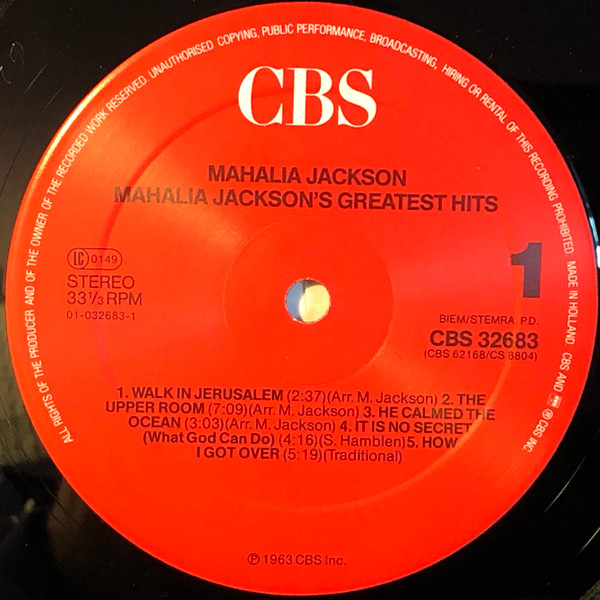 ALL RIGHTS OF THE PRODUCER AND OF THE OWNER OF THE RECORDED WORK RESERVED. UNAUTHORISED COPYING, PUBLIC PERFORMANCE, BROADCASTING, HIRING OR RENTAL OF THIS RECORDING PROHIBITED. MADE IN HOLLAND. CBS AND ® CBS INC.
CBS
MAHALIA JACKSON
MAHALIA JACKSON'S GREATEST HITS
1
LC 0149
STEREO
33⅓ RPM
01-032683-1
BIEM/STEMRA P.D.
CBS 32683
(CBS 62168/CS 8804)
1. WALK IN JERUSALEM (2:37)(Arr. M. Jackson) 2. THE
UPPER ROOM (7:09)(Arr. M. Jackson) 3. HE CALMED THE
OCEAN (3:03)(Arr. M. Jackson) 4. IT IS NO SECRET
(What God Can Do) (4:16)(S. Hamblen) 5. HOW
I GOT OVER (5:19)(Traditional)
℗ 1963 CBS Inc.